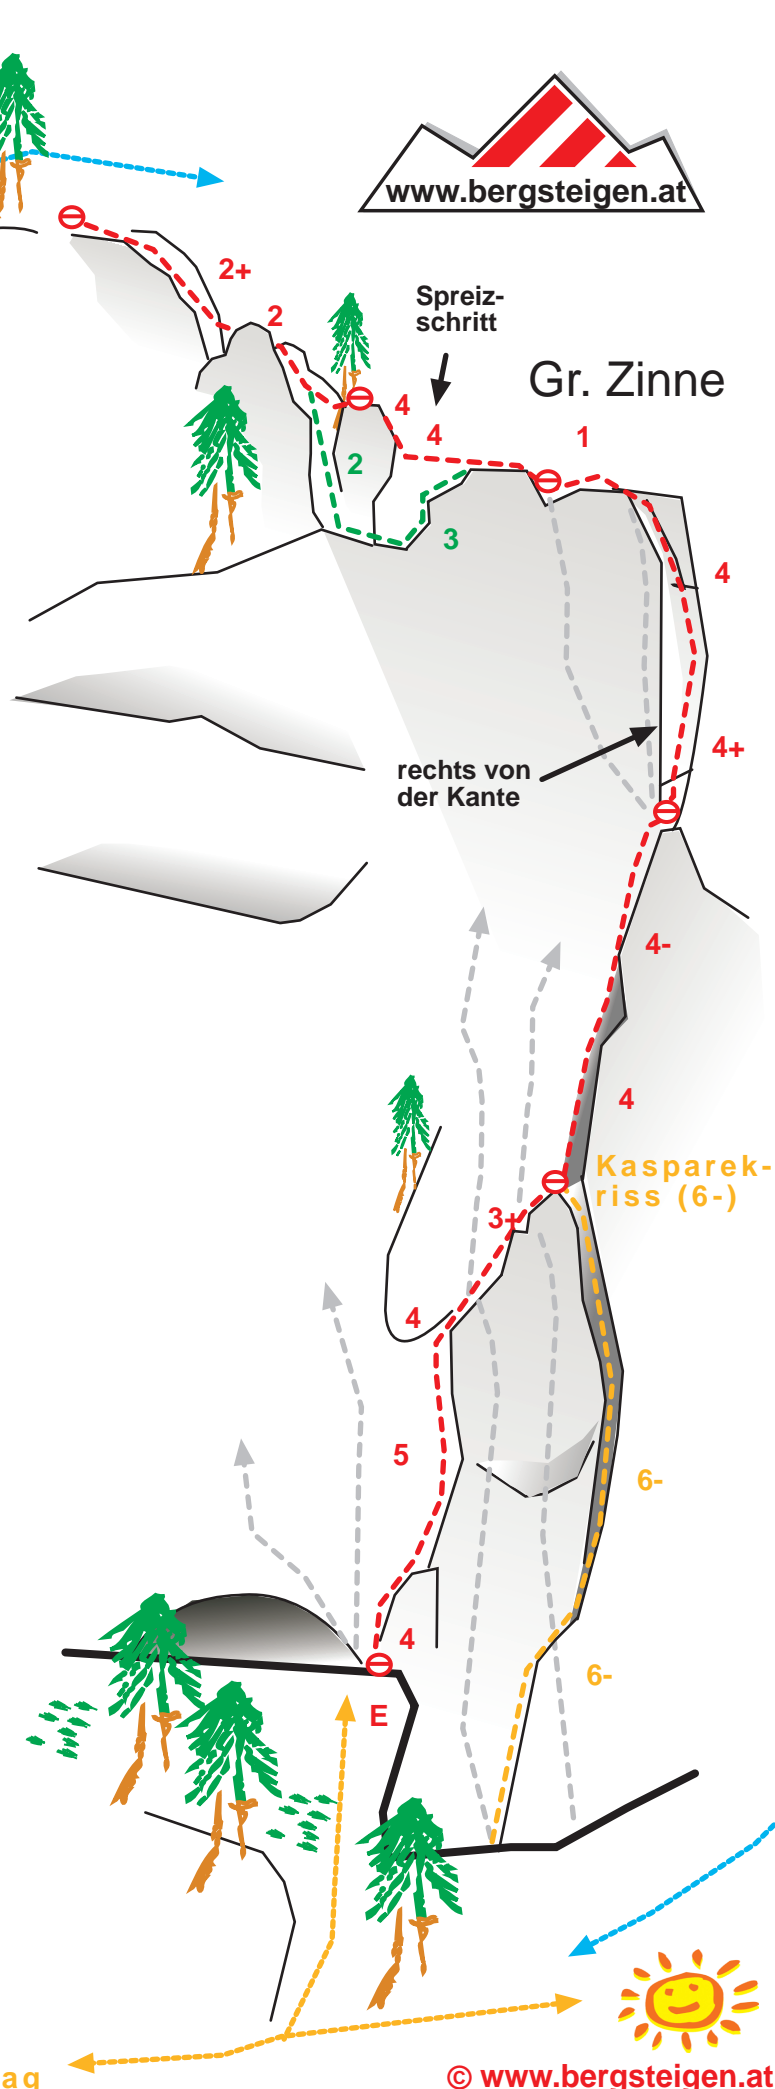 www.bergsteigen.at
2+
2
Spreiz-
schritt
Gr. Zinne
4
4
1
2
3
4
4+
rechts von
der Kante
4-
4
Kasparek-
riss (6-)
3+
4
5
6-
4
6-
E
ag
© www.bergsteigen.at